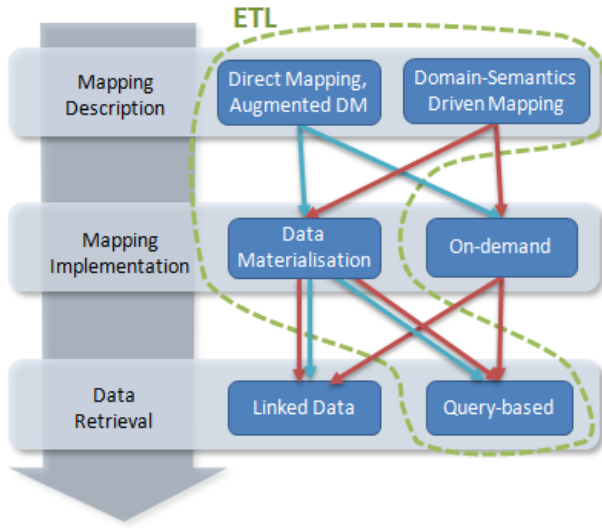 ETL
Mapping
Description
Direct Mapping,
Augmented DM
Domain-Semantics
Driven Mapping
Mapping
Implementation
Data
Materialisation
On-demand
Data
Retrieval
Linked Data
Query-based